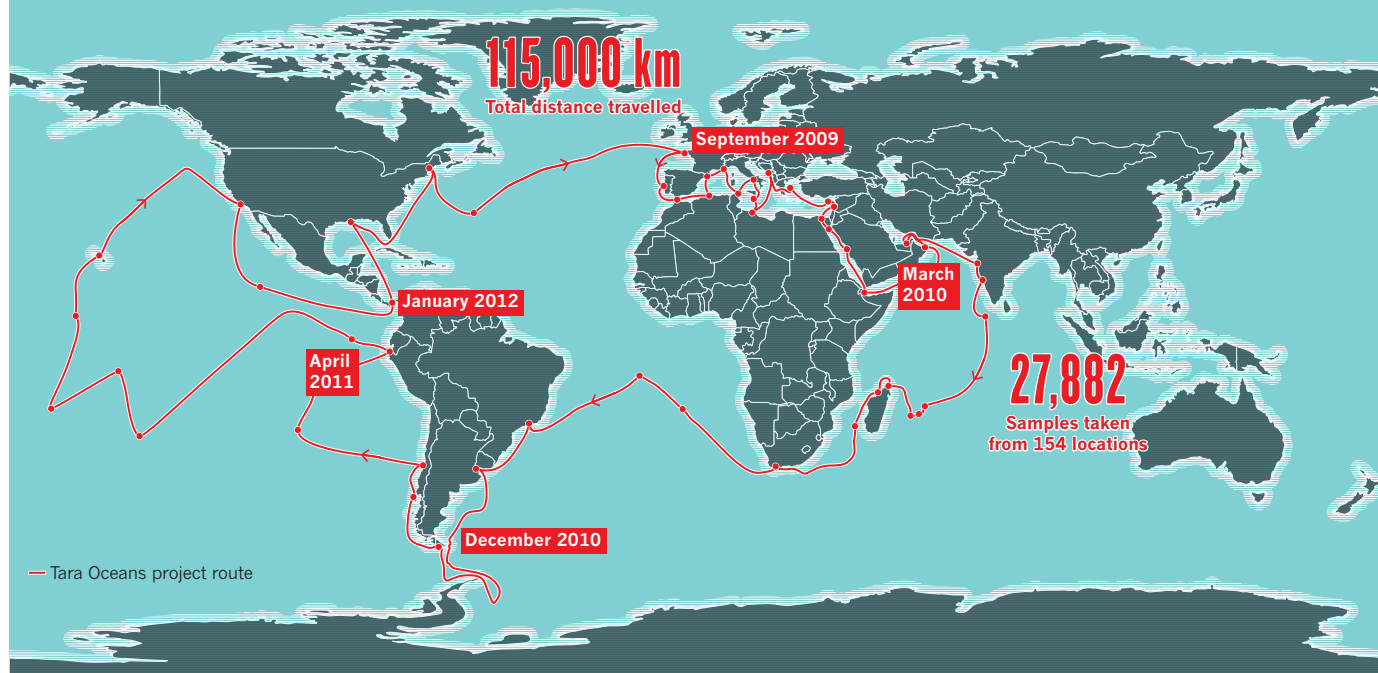 115,000 km
Total distance travelled
September 2009
March
2010
January 2012
April
2011
27,882
Samples taken
from 154 locations
December 2010
Tara Oceans project route